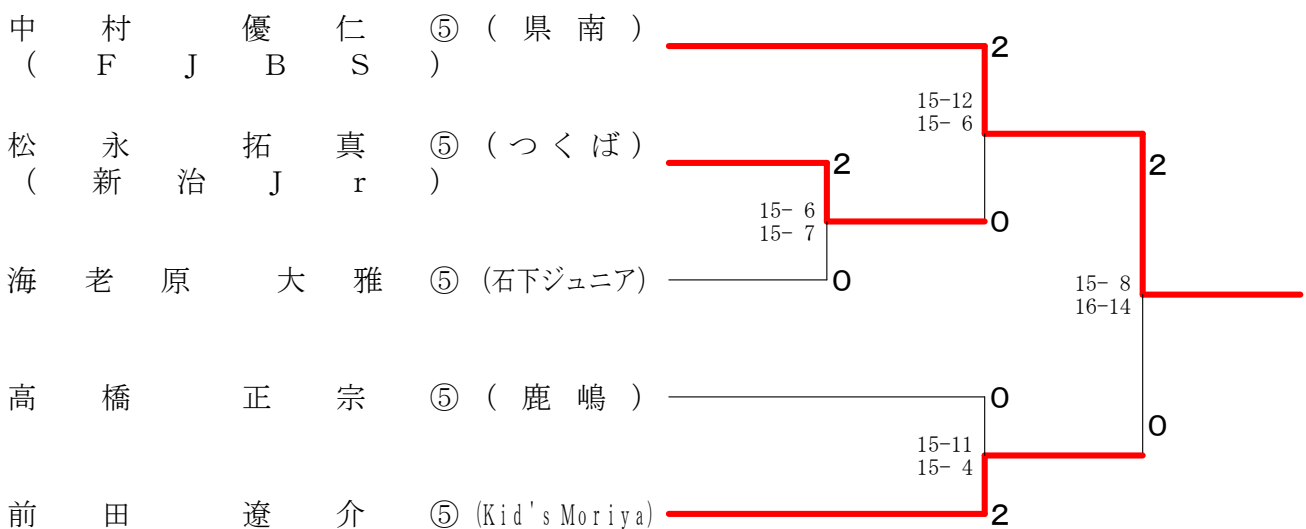 中村 優仁 ⑤ (県南)
(FJBS)
2
15-12
15- 6
松永 拓真 ⑤ (つくば)
(新治Jr)
2
2
15- 6
15- 7
0
海老原 大雅 ⑤ (石下ジュニア)
0
15- 8
16-14
高橋 正宗 ⑤ (鹿嶋)
0
0
15-11
15- 4
前田 遼介 ⑤ (Kid's Moriya)
2